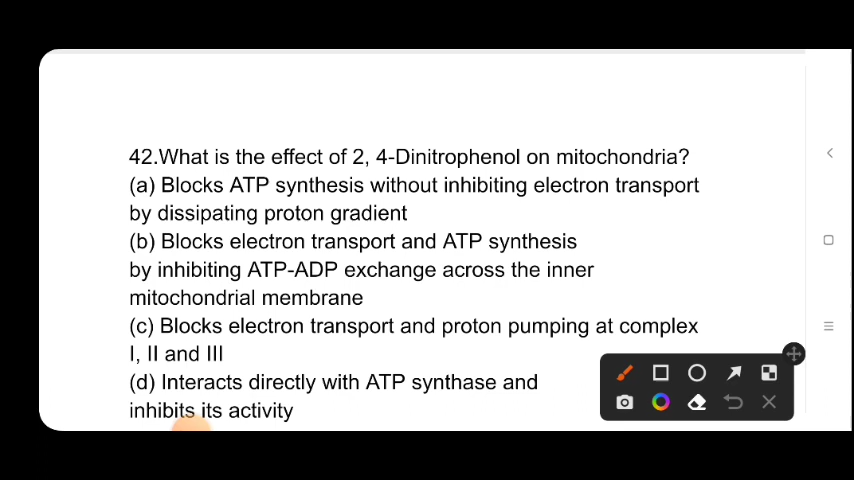 42.What is the effect of 2, 4-Dinitrophenol on mitochondria?
(a) Blocks ATP synthesis without inhibiting electron transport
by dissipating proton gradient
(b) Blocks electron transport and ATP synthesis
by inhibiting ATP-ADP exchange across the inner
mitochondrial membrane
(c) Blocks electron transport and proton pumping at complex
I, II and III
(d) Interacts directly with ATP synthase and
inhibits its activity